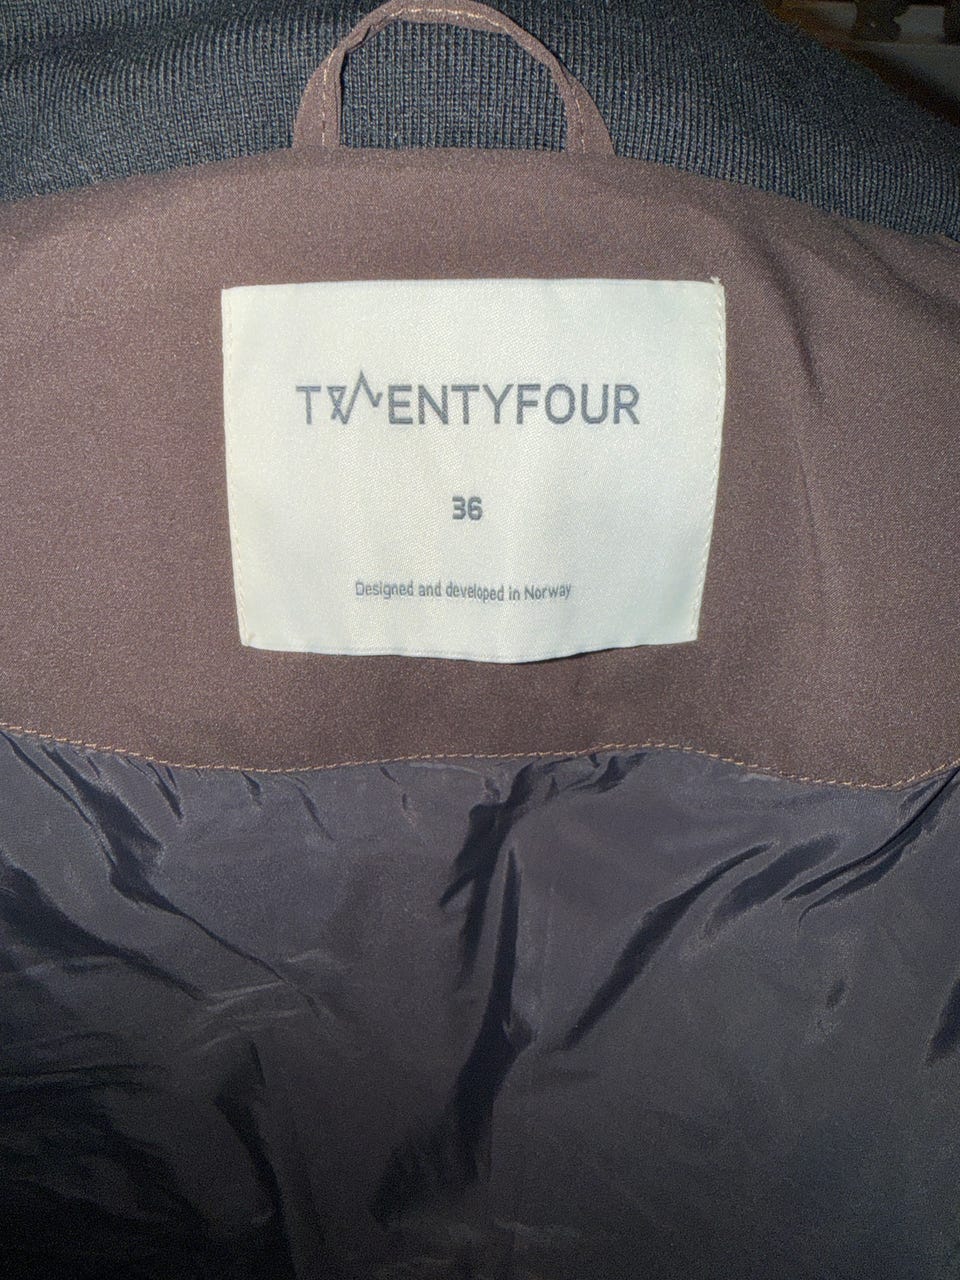 TWENTYFOUR
36
Designed and developed in Norway